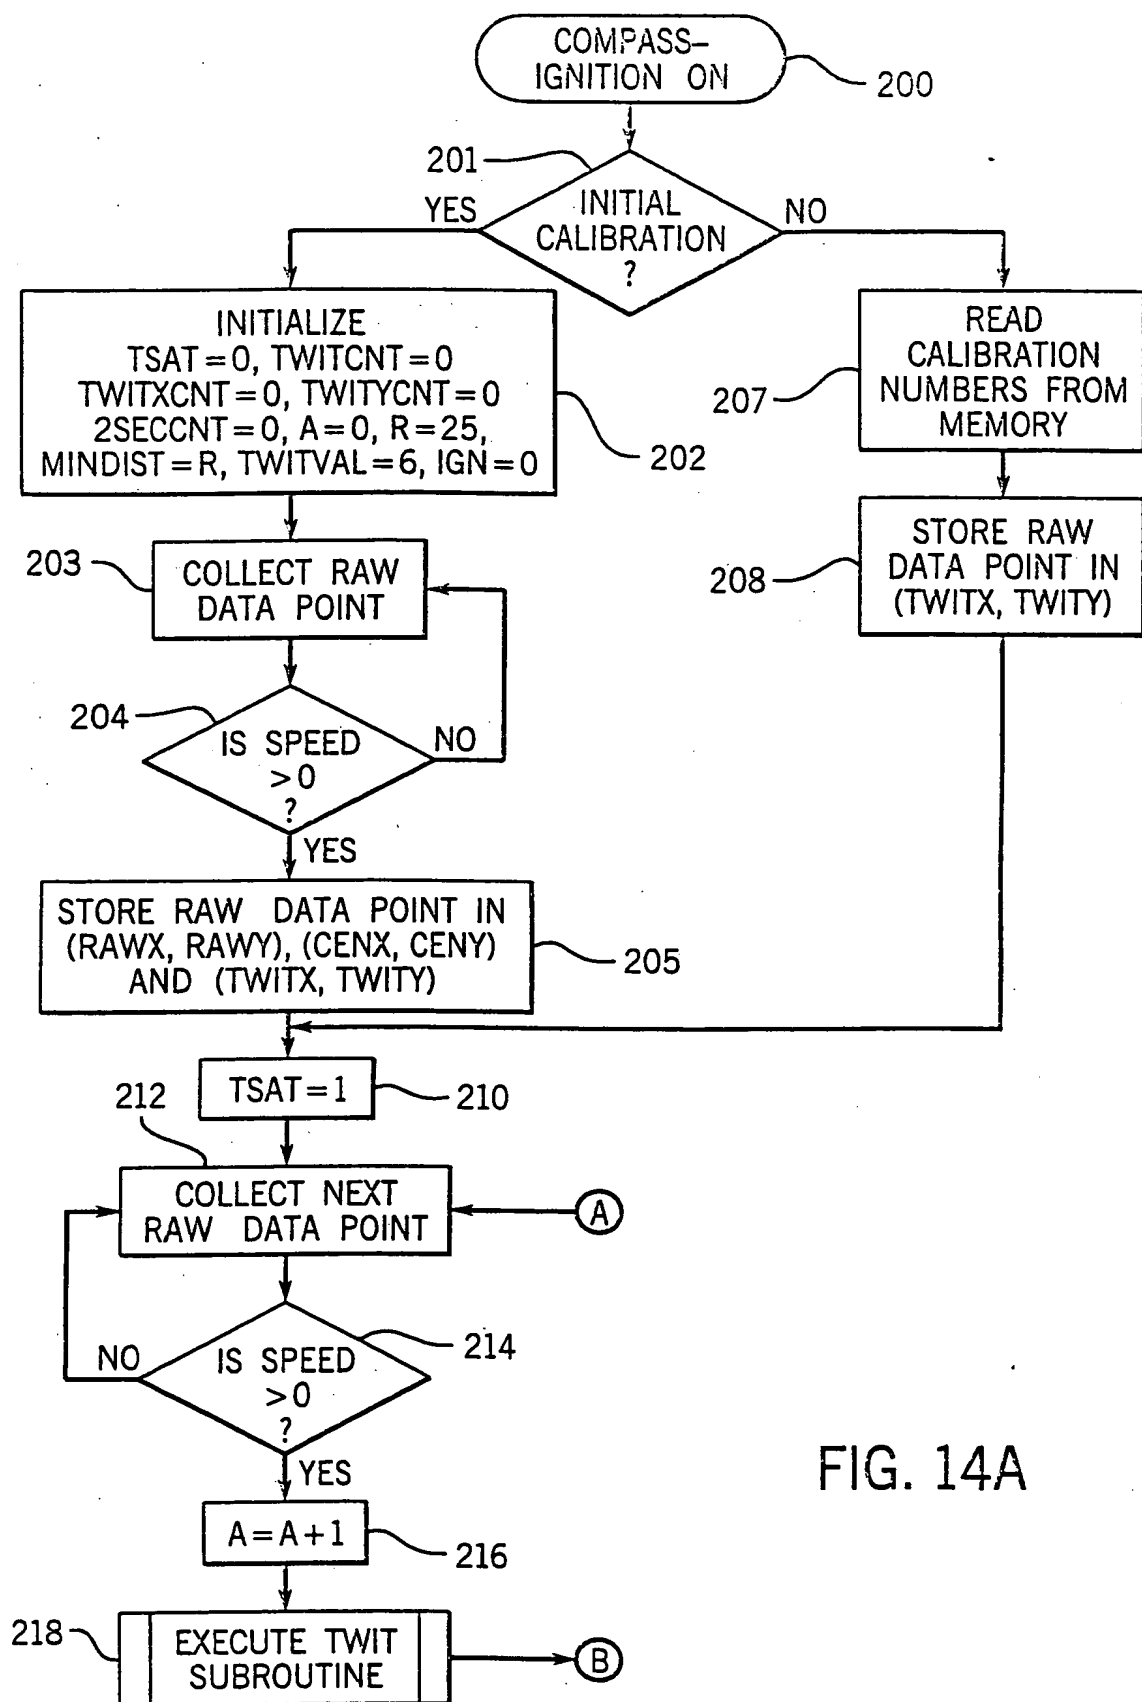 COMPASS-
IGNITION ON
200
201
INITIAL
CALIBRATION
?
YES
NO
INITIALIZE
TSAT=0, TWITCNT=0
TWITXCNT=0, TWITYCNT=0
2SECCNT=0, A=0, R=25,
MINDIST=R, TWITVAL=6, IGN=0
202
READ
CALIBRATION
NUMBERS FROM
MEMORY
207
203
COLLECT RAW
DATA POINT
STORE RAW
DATA POINT IN
(TWITX, TWITY)
208
204
IS SPEED
>0
?
NO
YES
STORE RAW DATA POINT IN
(RAWX, RAWY), (CENX, CENY)
AND (TWITX, TWITY)
205
TSAT=1
210
212
COLLECT NEXT
RAW DATA POINT
A
214
IS SPEED
>0
?
NO
YES
A=A+1
216
218
EXECUTE TWIT
SUBROUTINE
B
FIG. 14A